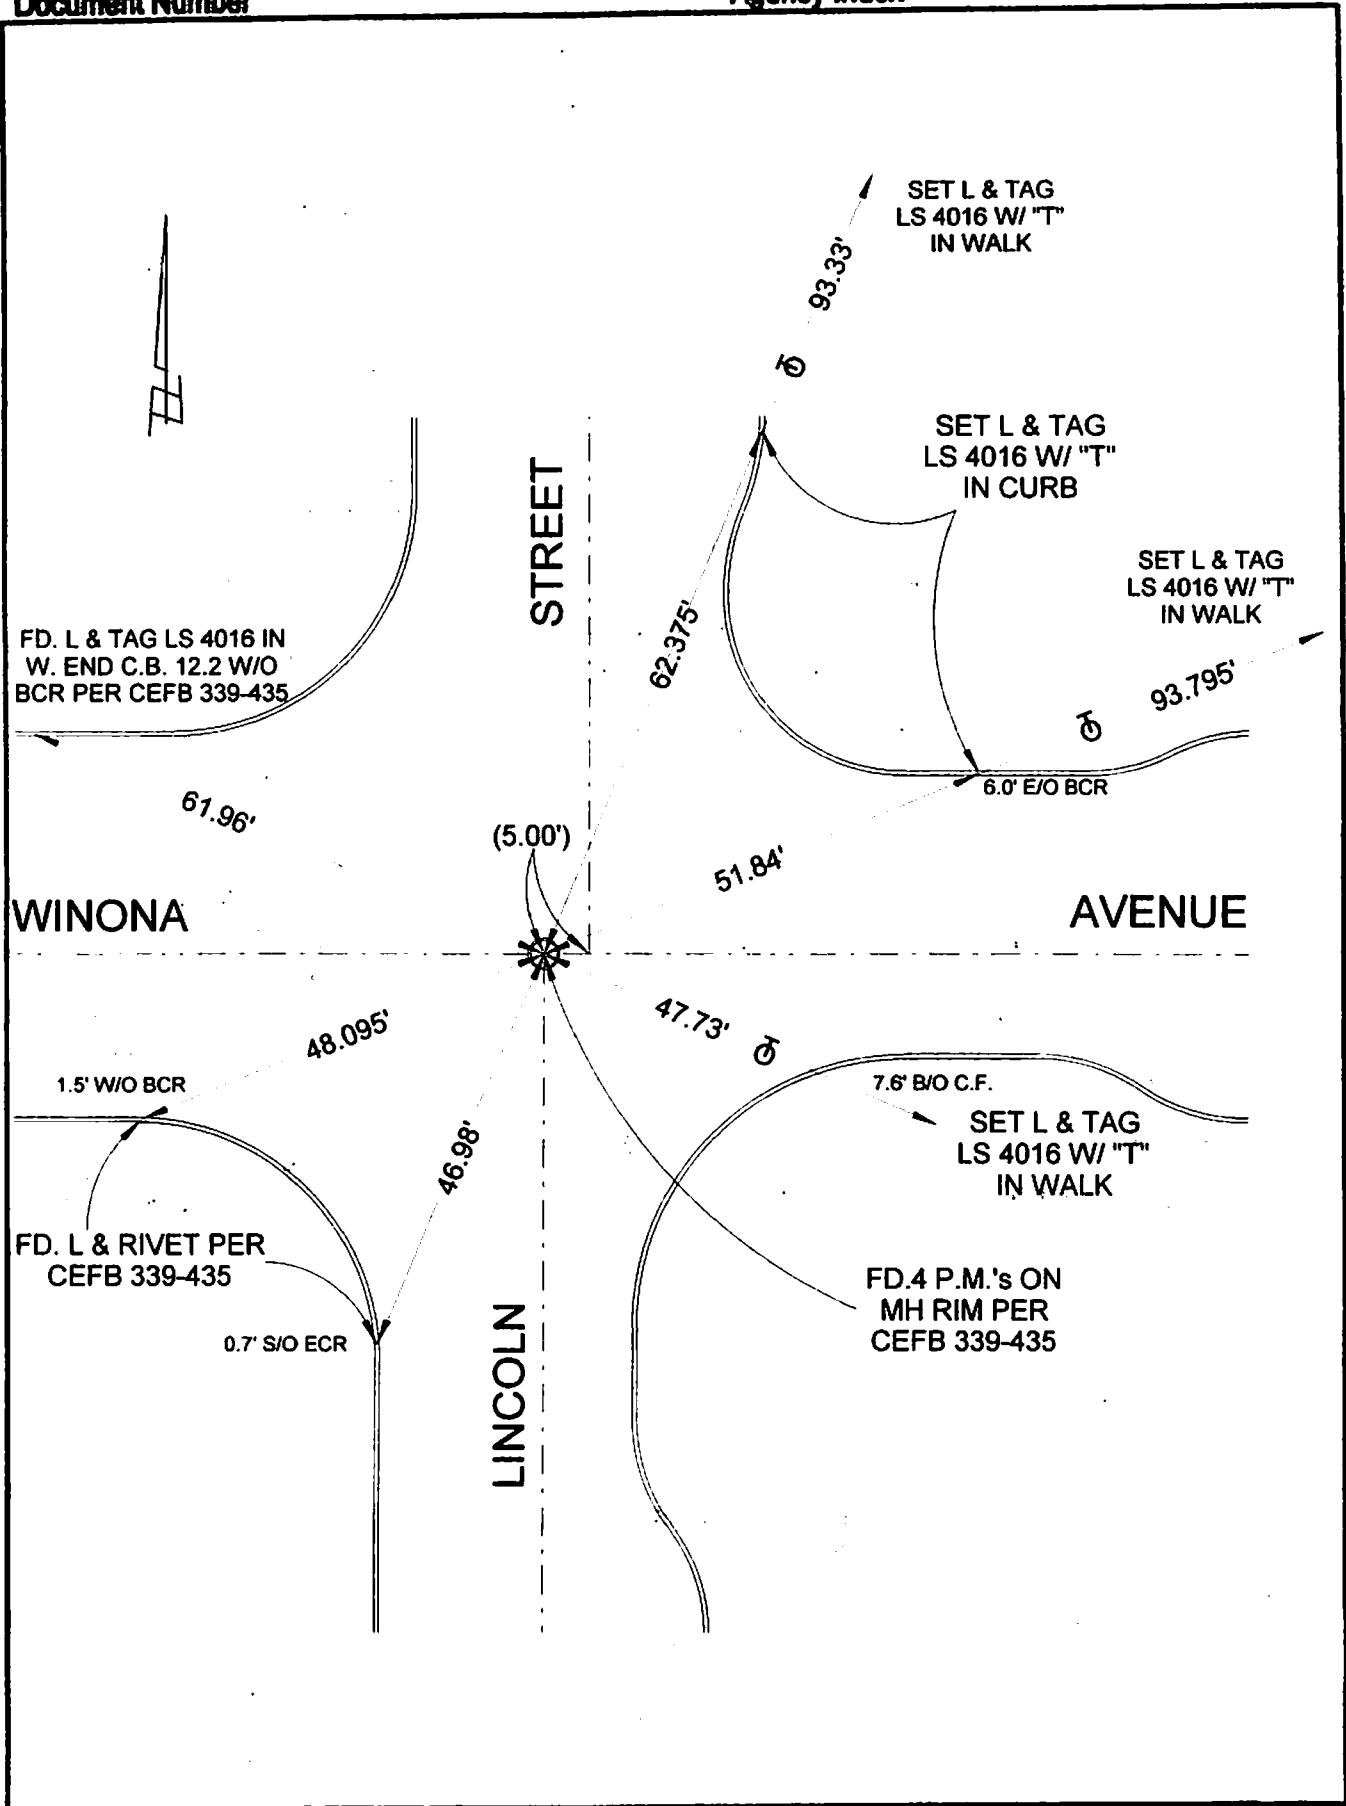 Document Number
Agency Index
SET L & TAG
LS 4016 W/ "T"
IN WALK
93.33'
SET L & TAG
LS 4016 W/ "T"
IN CURB
STREET
SET L & TAG
LS 4016 W/ "T"
IN WALK
FD. L & TAG LS 4016 IN
W. END C.B. 12.2 W/O
BCR PER CEFB 339-435
62.375'
93.795'
6.0' E/O BCR
61.96'
(5.00')
51.84'
WINONA
AVENUE
48.095'
47.73'
1.5' W/O BCR
7.6' B/O C.F.
SET L & TAG
LS 4016 W/ "T"
IN WALK
46.98'
FD. L & RIVET PER
CEFB 339-435
FD.4 P.M.'s ON
MH RIM PER
CEFB 339-435
0.7' S/O ECR
LINCOLN